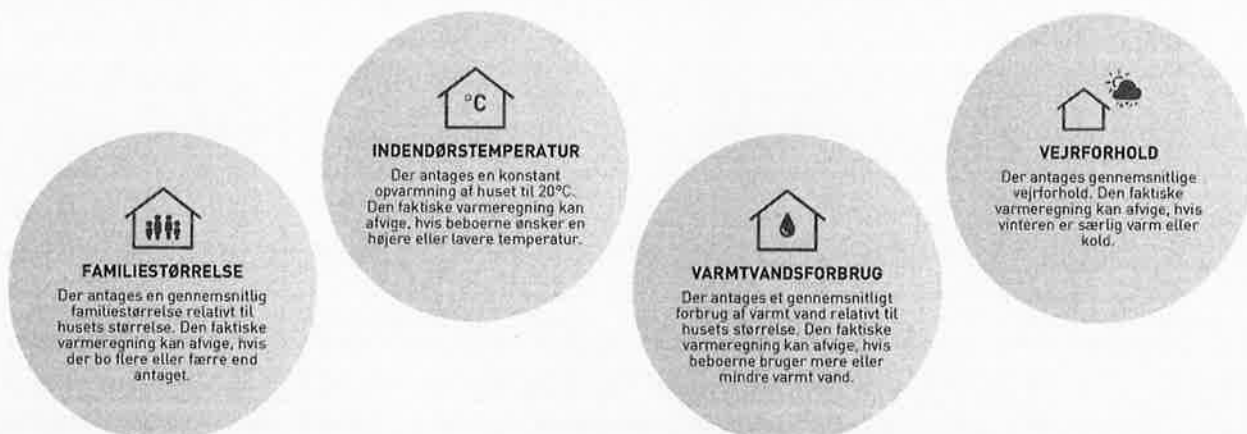 FAMILIESTØRRELSE
Der antages en gennemsnitlig
familiestørrelse relativt til
husets størrelse. Den faktiske
varmeregning kan afvige, hvis
der bo flere eller færre end
antaget.
°C
INDENDØRSTEMPERATUR
Der antages en konstant
opvarmning af huset til 20°C.
Den faktiske varmeregning kan
afvige, hvis beboerne ønsker en
højere eller lavere temperatur.
VARMTVANDSFORBRUG
Der antages et gennemsnitligt
forbrug af varmt vand relativt til
husets størrelse. Den faktiske
varmeregning kan afvige, hvis
beboerne bruger mere eller
mindre varmt vand.
VEJRFORHOLD
Der antages gennemsnitlige
vejrforhold. Den faktiske
varmeregning kan afvige, hvis
vinteren er særlig varm eller
kold.